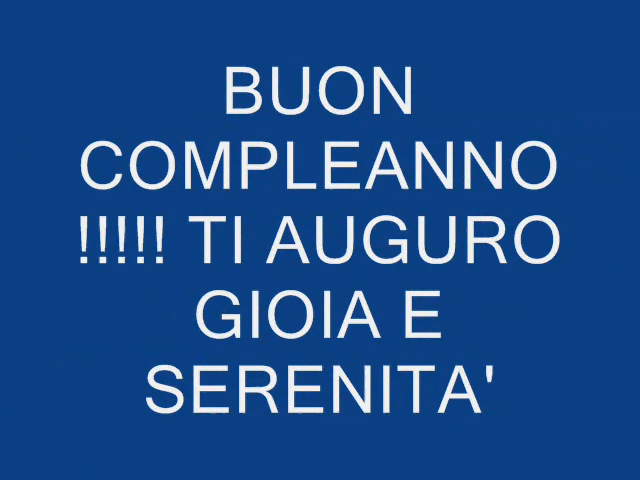 BUON
COMPLEANNO
!!!!! TI AUGURO
GIOIA E
SERENITA'